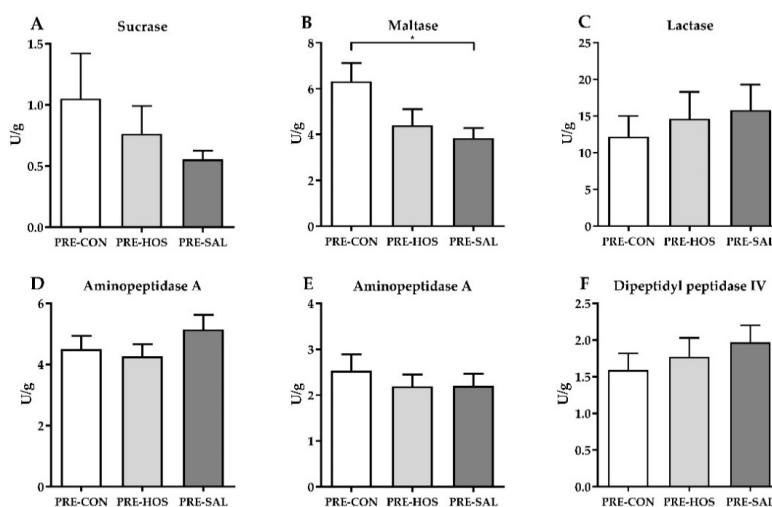 A
Sucrase
U/g
1.5
1.0
0.5
0.0
PRE-CON PRE-HOS PRE-SAL
B
Maltase
*
U/g
8
6
4
2
0
PRE-CON PRE-HOS PRE-SAL
C
Lactase
U/g
25
20
15
10
5
0
PRE-CON PRE-HOS PRE-SAL
D
Aminopeptidase A
U/g
6
4
2
0
PRE-CON PRE-HOS PRE-SAL
E
Aminopeptidase A
U/g
4
3
2
1
0
PRE-CON PRE-HOS PRE-SAL
F
Dipeptidyl peptidase IV
U/g
2.5
2.0
1.5
1.0
0.5
0.0
PRE-CON PRE-HOS PRE-SAL